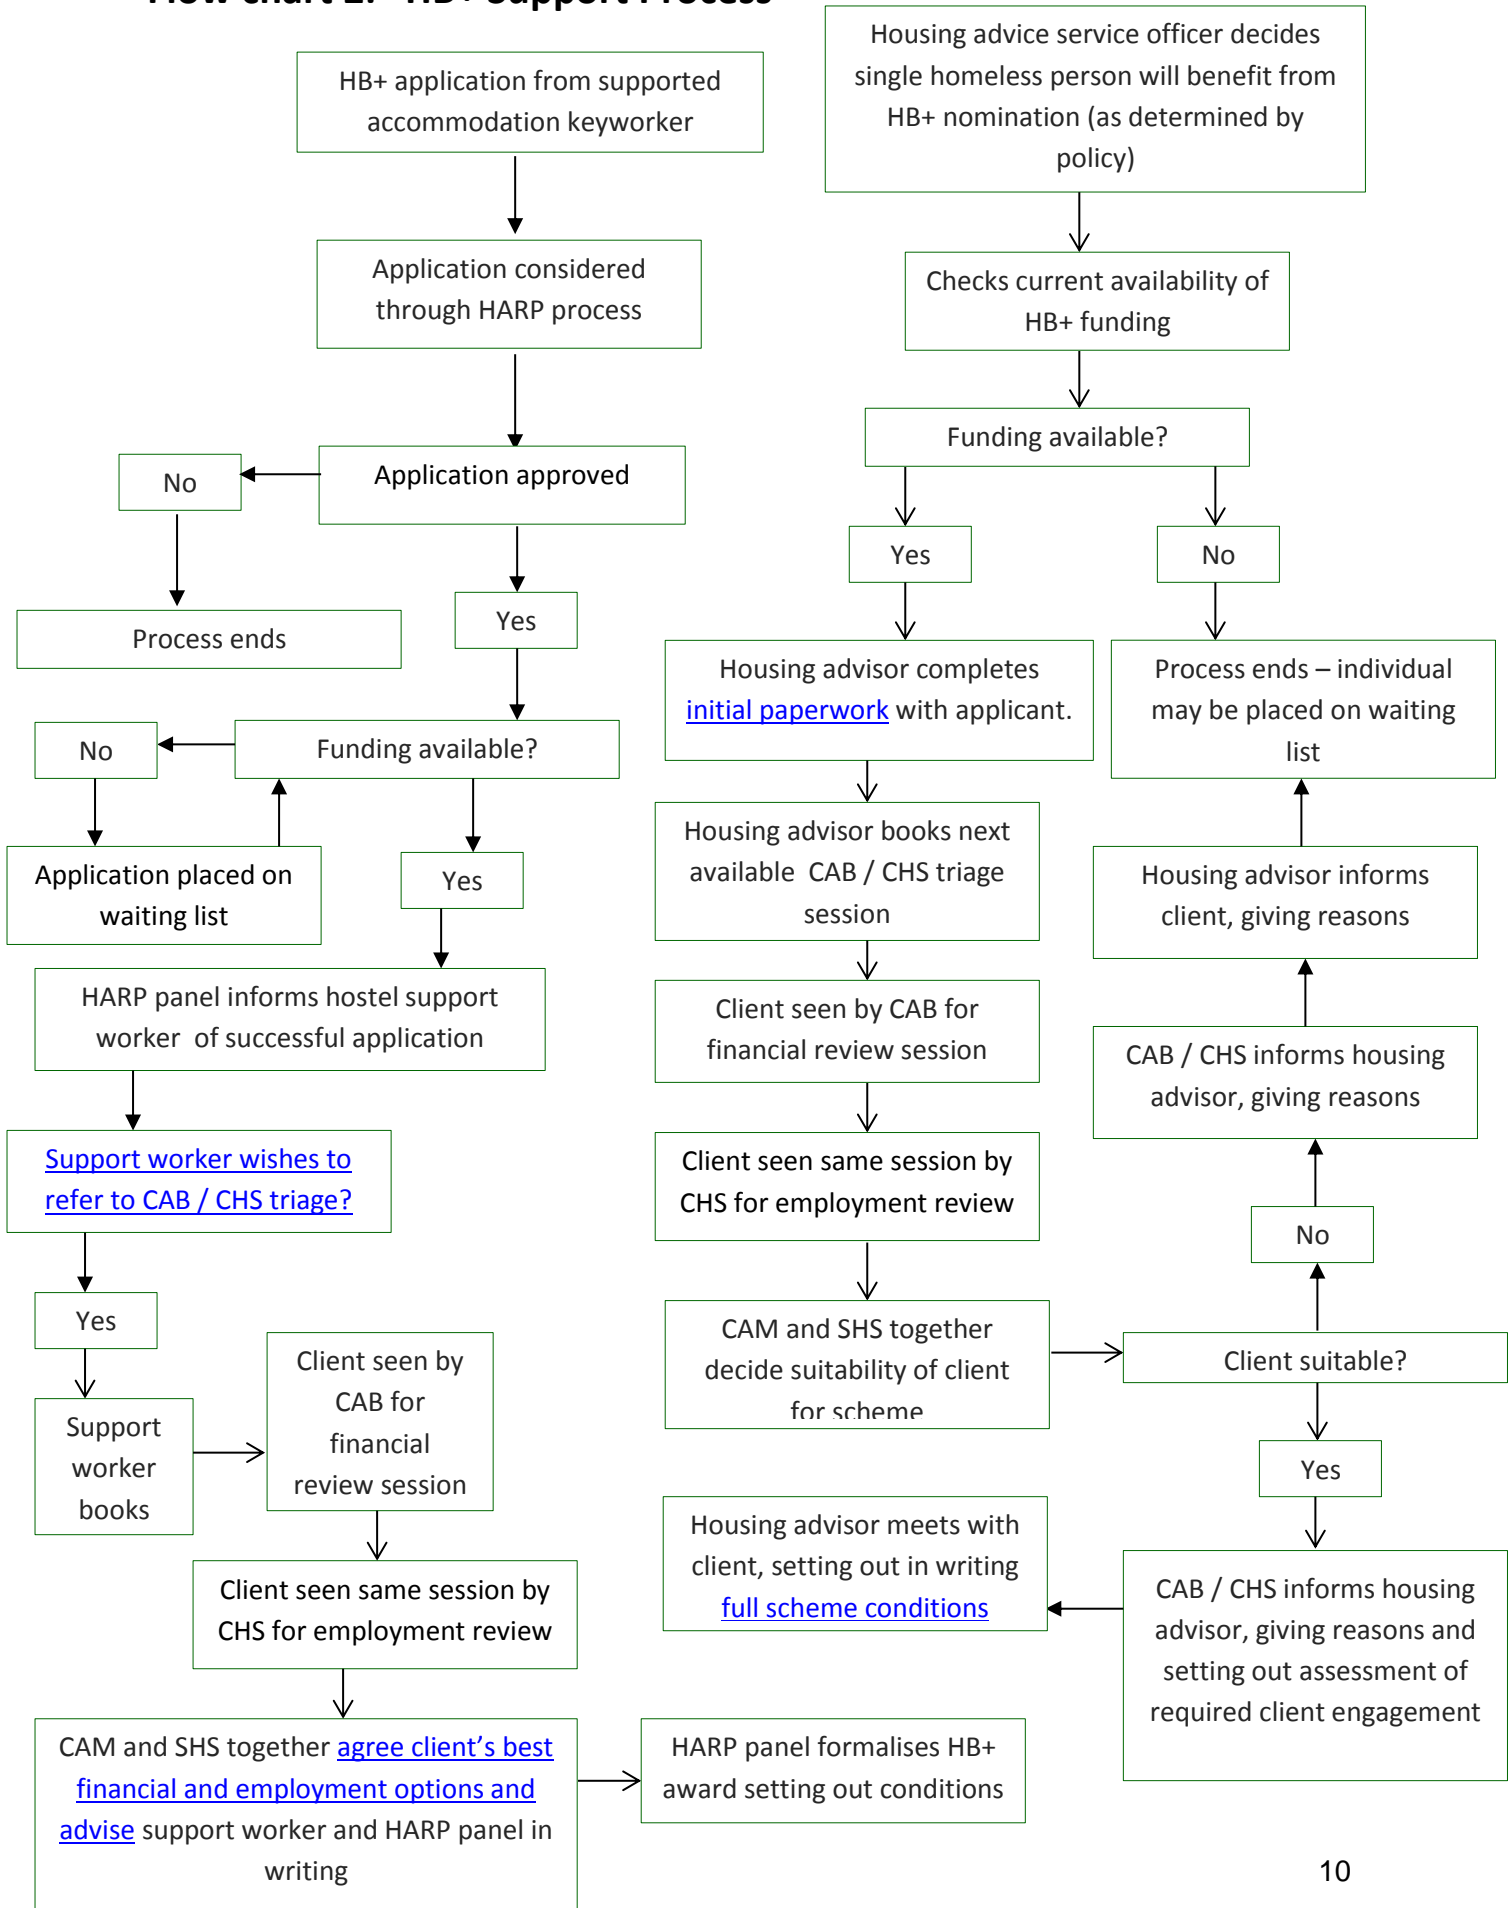 Flow chart 2: HB+ Support Process
HB+ application from supported
accommodation keyworker
Application considered
through HARP process
Application approved
No
Process ends
Yes
Funding available?
No
Application placed on
waiting list
Yes
HARP panel informs hostel support
worker of successful application
Support worker wishes to
refer to CAB / CHS triage?
Yes
Support
worker
books
Client seen by
CAB for
financial
review session
Client seen same session by
CHS for employment review
CAM and SHS together agree client’s best
financial and employment options and
advise support worker and HARP panel in
writing
HARP panel formalises HB+
award setting out conditions
Housing advice service officer decides
single homeless person will benefit from
HB+ nomination (as determined by
policy)
Checks current availability of
HB+ funding
Funding available?
Yes
No
Housing advisor completes
initial paperwork with applicant.
Process ends – individual
may be placed on waiting
list
Housing advisor books next
available CAB / CHS triage
session
Housing advisor informs
client, giving reasons
Client seen by CAB for
financial review session
CAB / CHS informs housing
advisor, giving reasons
Client seen same session by
CHS for employment review
No
CAM and SHS together
decide suitability of client
for scheme
Client suitable?
Yes
Housing advisor meets with
client, setting out in writing
full scheme conditions
CAB / CHS informs housing
advisor, giving reasons and
setting out assessment of
required client engagement
10